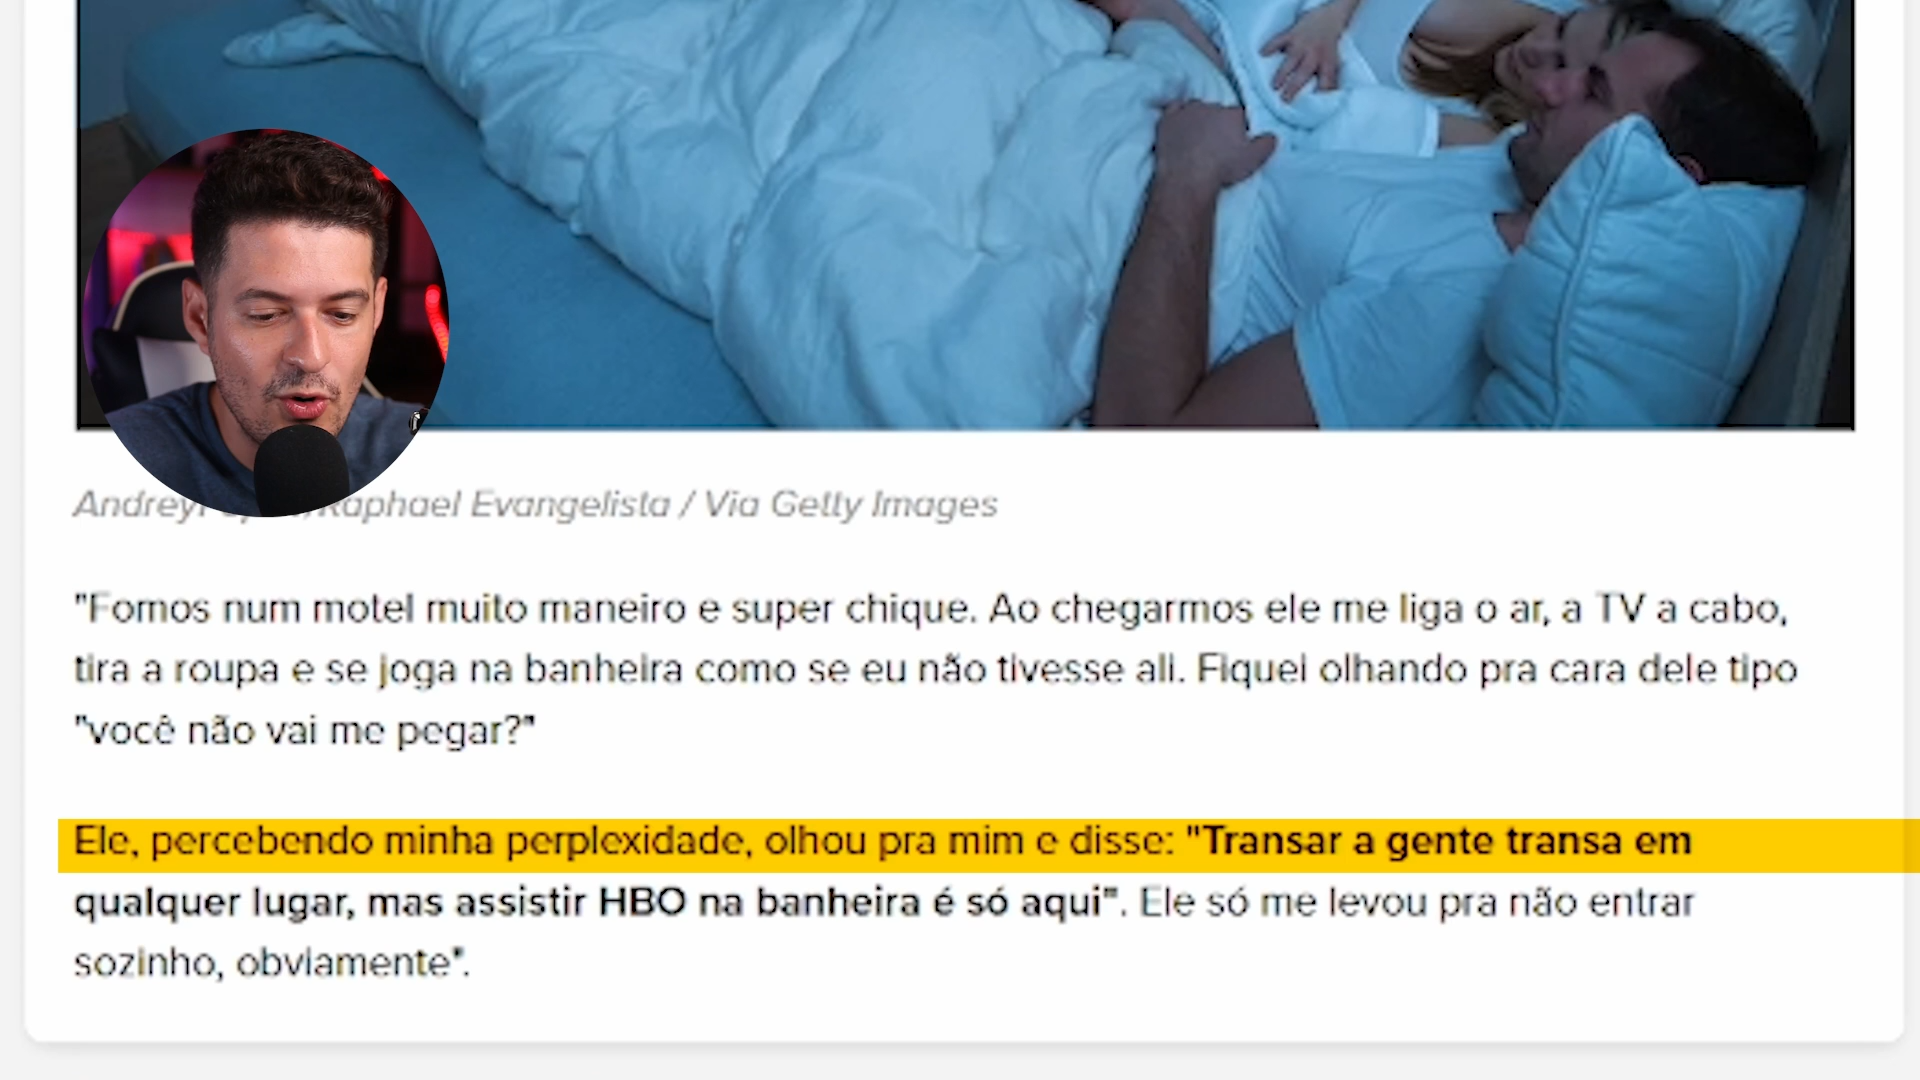 Raphael Evangelista / Via Getty Images
"Fomos num motel muito maneiro e super chique. Ao chegarmos ele me liga o ar, a TV a cabo,
tira a roupa e se joga na banheira como se eu não tivesse ali. Fiquei olhando pra cara dele tipo
"você não vai me pegar?"
Ele, percebendo minha perplexidade, olhou pra mim e disse: "Transar a gente transa em
qualquer lugar, mas assistir HBO na banheira é só aqui". Ele só me levou pra não entrar
sozinho, obviamente".